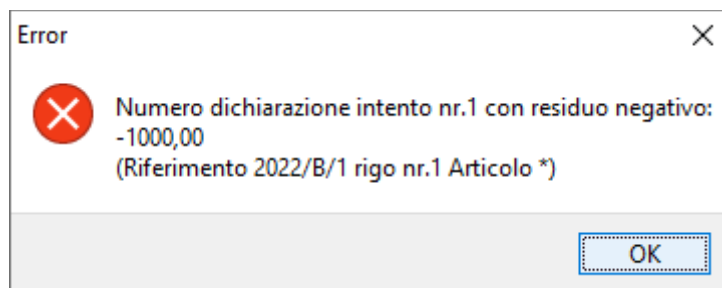 Error
Numero dichiarazione intento nr.1 con residuo negativo:
-1000,00
(Riferimento 2022/B/1 rigo nr.1 Articolo *)
OK